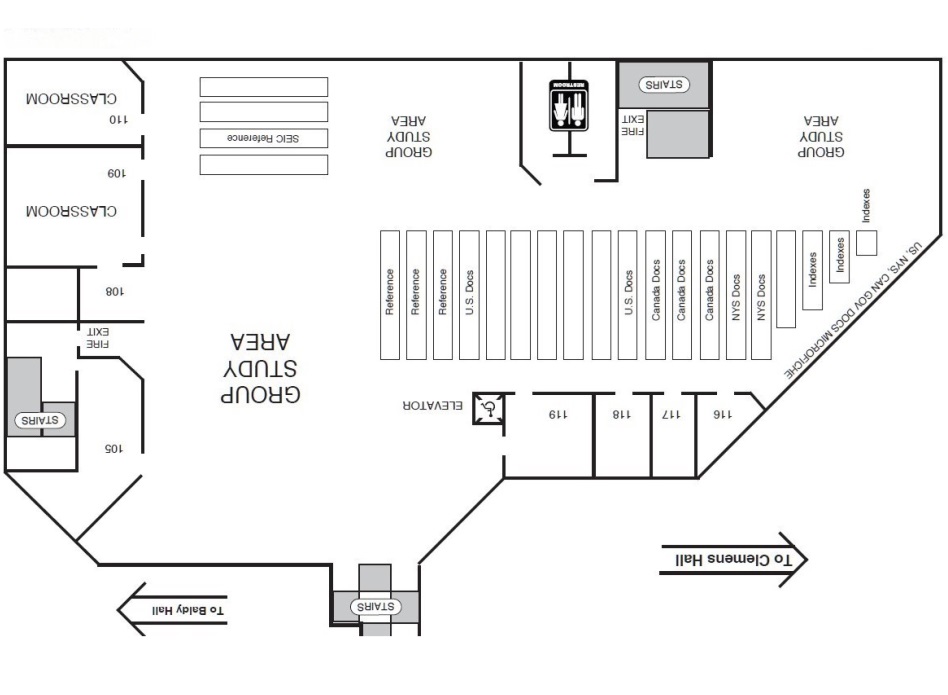 RESTROOM
STAIRS
CLASSROOM
110
SEIC Reference
GROUP
STUDY
AREA
FIRE
EXIT
GROUP
STUDY
AREA
109
CLASSROOM
108
FIRE
EXIT
STAIRS
105
GROUP
STUDY
AREA
Reference
Reference
Reference
U.S. Docs
U.S. Docs
Canada Docs
Canada Docs
Canada Docs
NYS Docs
NYS Docs
Indexes
Indexes
Indexes
US, NYS, CAN GOV DOCS MICROFICHE
ELEVATOR
119
118
117
116
To Clemens Hall
To Baldy Hall
STAIRS